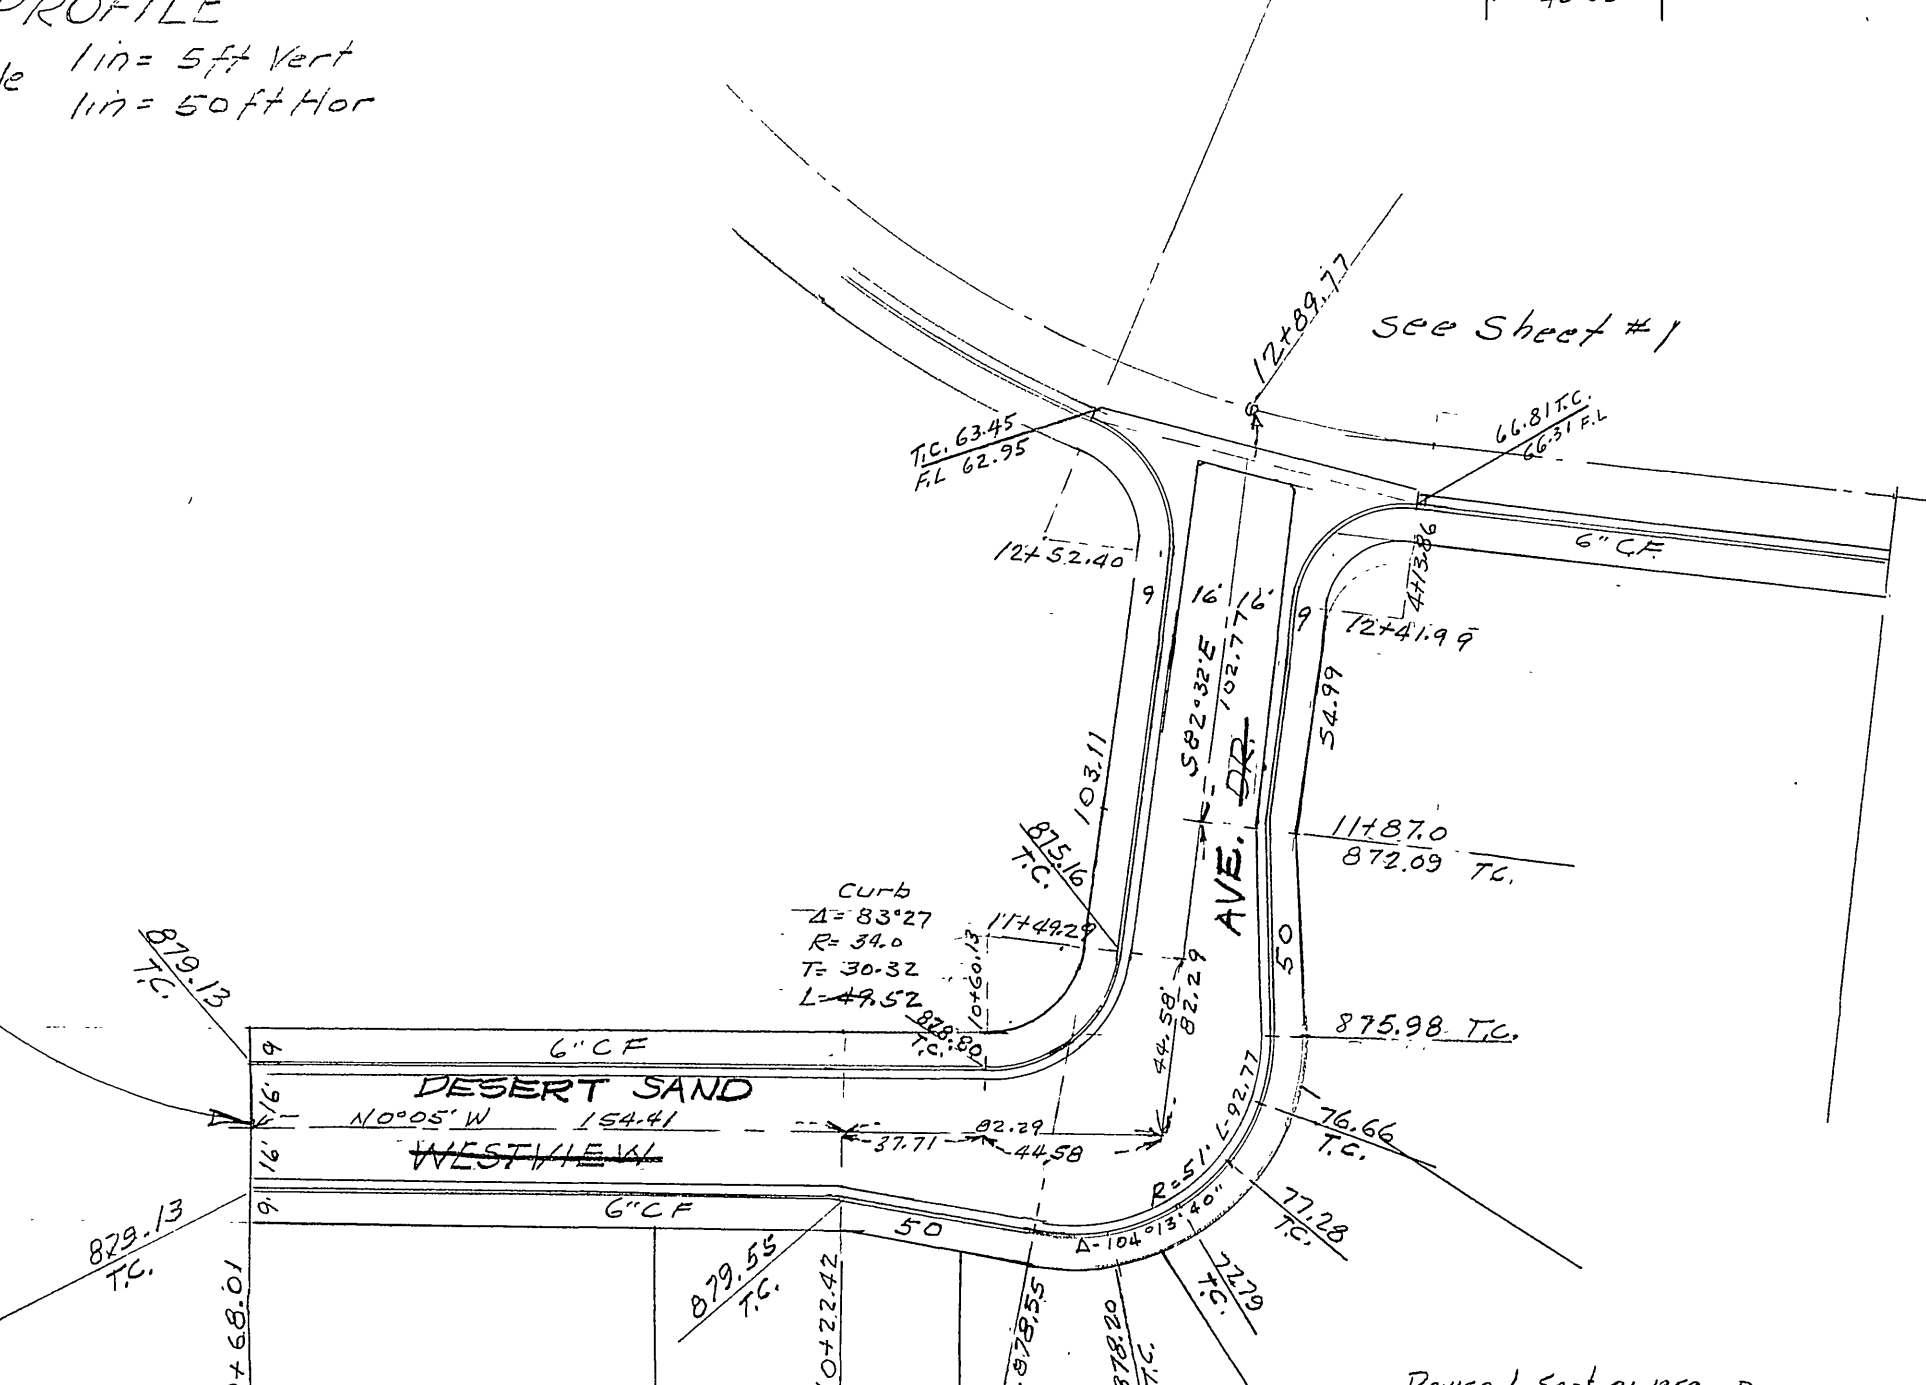 PROFILE
1in= 5ft Vert
1in= 50ft Hor
12+89.77
see Sheet #1
T.C. 63.45
F.L 62.95
66.81 T.C.
66.31 F.L
12+52.40
6" C.F.
4+13.86
12+41.99
9
16'
16'
9
S82°32'E
102.77
54.99
103.11
AVE. DR.
11+87.0
872.09 T.C.
875.16
T.C.
Curb
Δ= 83°27
R= 34.0
T= 30.32
L=49.52
11+49.29
10+60.13
878.80
T.C.
50
44.58'
82.29
875.98 T.C.
879.13
T.C.
9
6" C F
DESERT SAND
16'
N0°05'W 154.41
82.29
37.71
44.58
WESTVIEW
16'
9'
6" C F
50
R=51' L-92.77
Δ-104°13'40"
76.66
T.C.
77.28
T.C.
77.79
T.C.
879.13
T.C.
879.55
T.C.
+68.01
0+22.42
878.55
878.20
T.C.